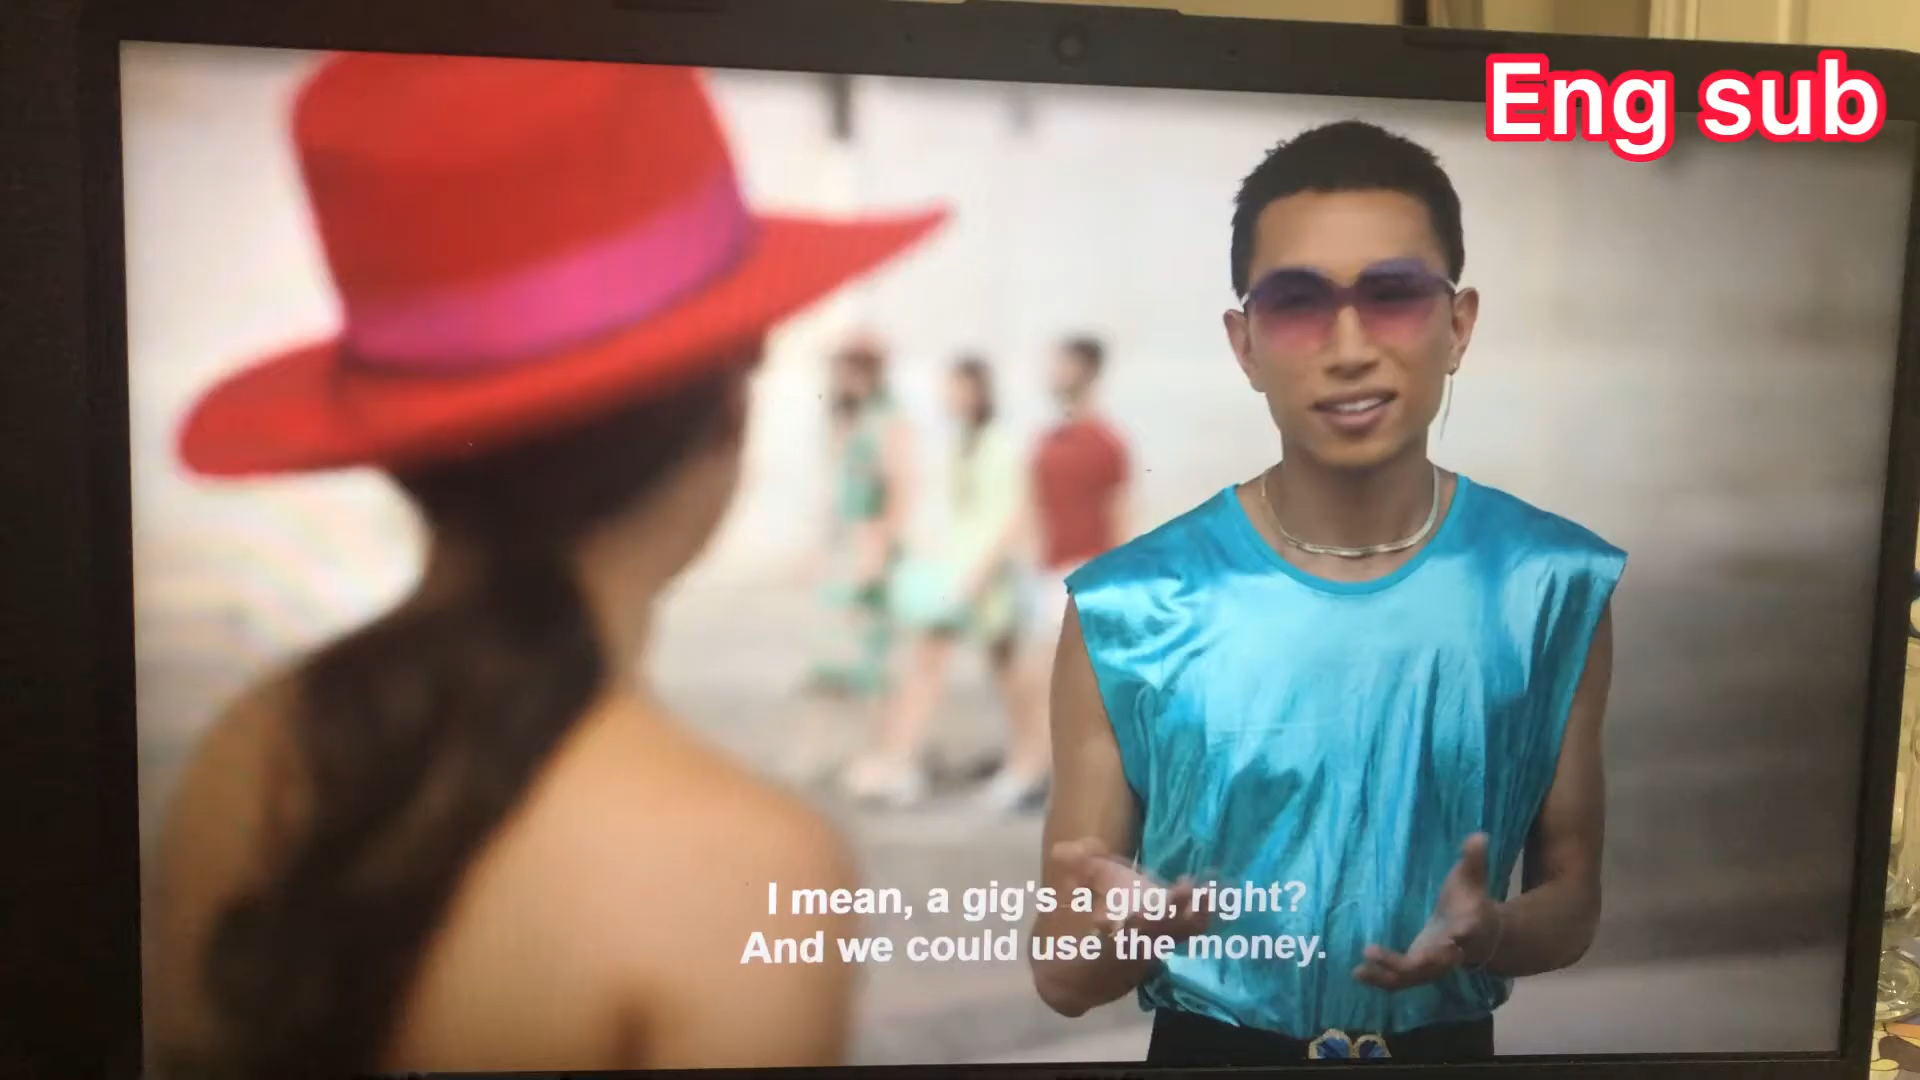 Eng sub
I mean, a gig's a gig, right?
And we could use the money.